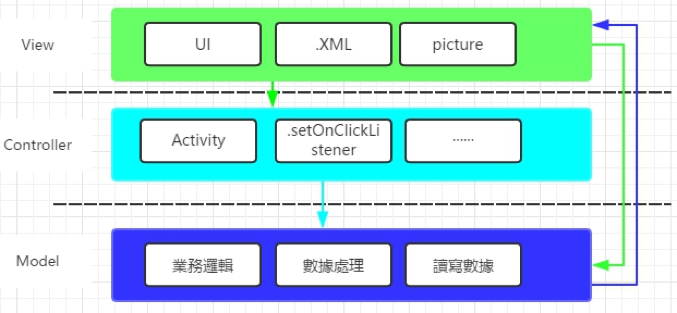 View
UI
.XML
picture
Controller
Activity
.setOnClickLi
stener
......
Model
業務邏輯
數據處理
讀寫數據